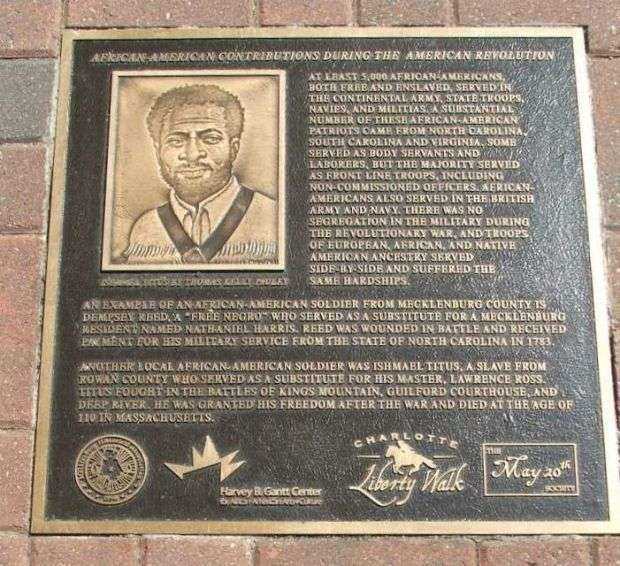 AFRICAN-AMERICAN CONTRIBUTIONS DURING THE AMERICAN REVOLUTION
AT LEAST 5,000 AFRICAN-AMERICANS,
BOTH FREE AND ENSLAVED, SERVED IN
THE CONTINENTAL ARMY, STATE TROOPS,
NAVIES, AND MILITIAS. A SUBSTANTIAL
NUMBER OF THESE AFRICAN-AMERICAN
PATRIOTS CAME FROM NORTH CAROLINA,
SOUTH CAROLINA AND VIRGINIA. SOME
SERVED AS BODY SERVANTS AND
LABORERS, BUT THE MAJORITY SERVED
AS FRONT LINE TROOPS, INCLUDING
NON-COMMISSIONED OFFICERS. AFRICAN-
AMERICANS ALSO SERVED IN THE BRITISH
ARMY AND NAVY. THERE WAS NO
SEGREGATION IN THE MILITARY DURING
THE REVOLUTIONARY WAR, AND TROOPS
OF EUROPEAN, AFRICAN, AND NATIVE
AMERICAN ANCESTRY SERVED
SIDE-BY-SIDE AND SUFFERED THE
SAME HARDSHIPS.
TITUS BY THOMAS KELLY PAULEY
AN EXAMPLE OF AN AFRICAN-AMERICAN SOLDIER FROM MECKLENBURG COUNTY IS
DEMPSEY REED, A "FREE NEGRO" WHO SERVED AS A SUBSTITUTE FOR A MECKLENBURG
RESIDENT NAMED NATHANIEL HARRIS. REED WAS WOUNDED IN BATTLE AND RECEIVED
PAYMENT FOR HIS MILITARY SERVICE FROM THE STATE OF NORTH CAROLINA IN 1783.
ANOTHER LOCAL AFRICAN-AMERICAN SOLDIER WAS ISHMAEL TITUS, A SLAVE FROM
ROWAN COUNTY WHO SERVED AS A SUBSTITUTE FOR HIS MASTER, LAWRENCE ROSS.
TITUS FOUGHT IN THE BATTLES OF KINGS MOUNTAIN, GUILFORD COURTHOUSE, AND
DEEP RIVER. HE WAS GRANTED HIS FREEDOM AFTER THE WAR AND DIED AT THE AGE OF
110 IN MASSACHUSETTS.
Harvey B. Gantt Center
for African-American Arts+Culture
CHARLOTTE
Liberty Walk
THE
May 20th
SOCIETY